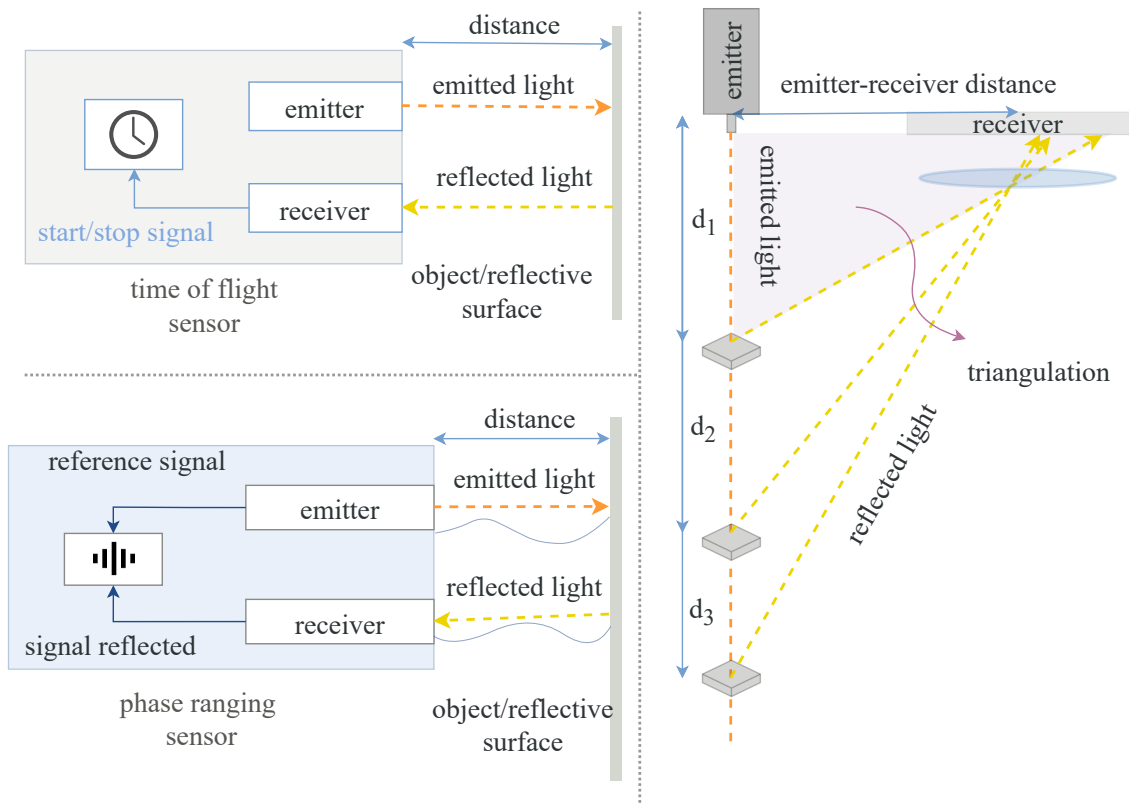 distance
emitted light
emitter
reflected light
receiver
start/stop signal
object/reflective
surface
time of flight
sensor
distance
reference signal
emitted light
emitter
reflected light
receiver
signal reflected
object/reflective
surface
phase ranging
sensor
emitter
emitter-receiver distance
receiver
emitted light
d1
triangulation
d2
reflected light
d3